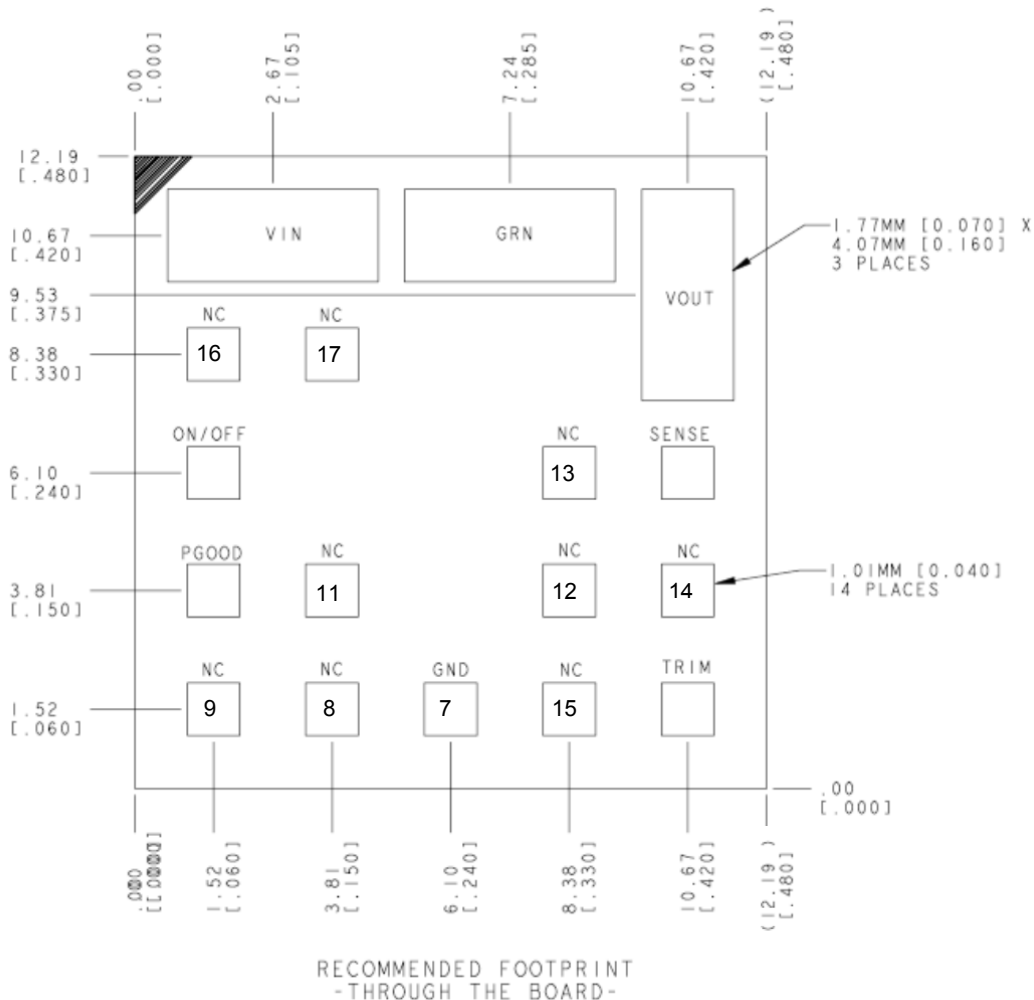 .00
[.000]
2.67
[.105]
7.24
[.285]
10.67
[.420]
(12.19 )
[.480]
12.19
[.480]
10.67
[.420]
VIN
GRN
1.77MM [0.070] X
4.07MM [0.160]
3 PLACES
9.53
[.375]
VOUT
NC
NC
8.38
[.330]
16
17
ON/OFF
NC
SENSE
6.10
[.240]
13
PGOOD
NC
NC
NC
3.81
[.150]
11
12
14
1.01MM [0.040]
14 PLACES
NC
NC
GND
NC
TRIM
1.52
[.060]
9
8
7
15
.00
[.000]
1.52
[.060]
3.81
[.150]
6.10
[.240]
8.38
[.330]
10.67
[.420]
(12.19 )
[.480]
RECOMMENDED FOOTPRINT
-THROUGH THE BOARD-